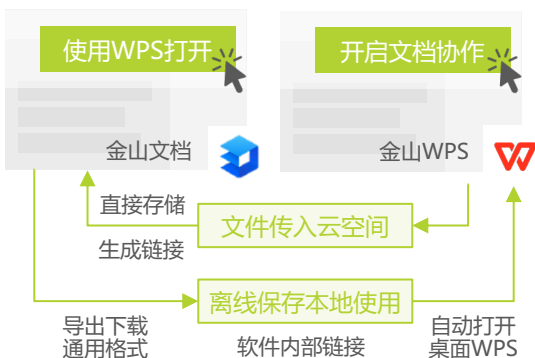 使用WPS打开
开启文档协作
金山文档
金山WPS
直接存储
生成链接
文件传入云空间
离线保存本地使用
导出下载
通用格式
软件内部链接
自动打开
桌面WPS